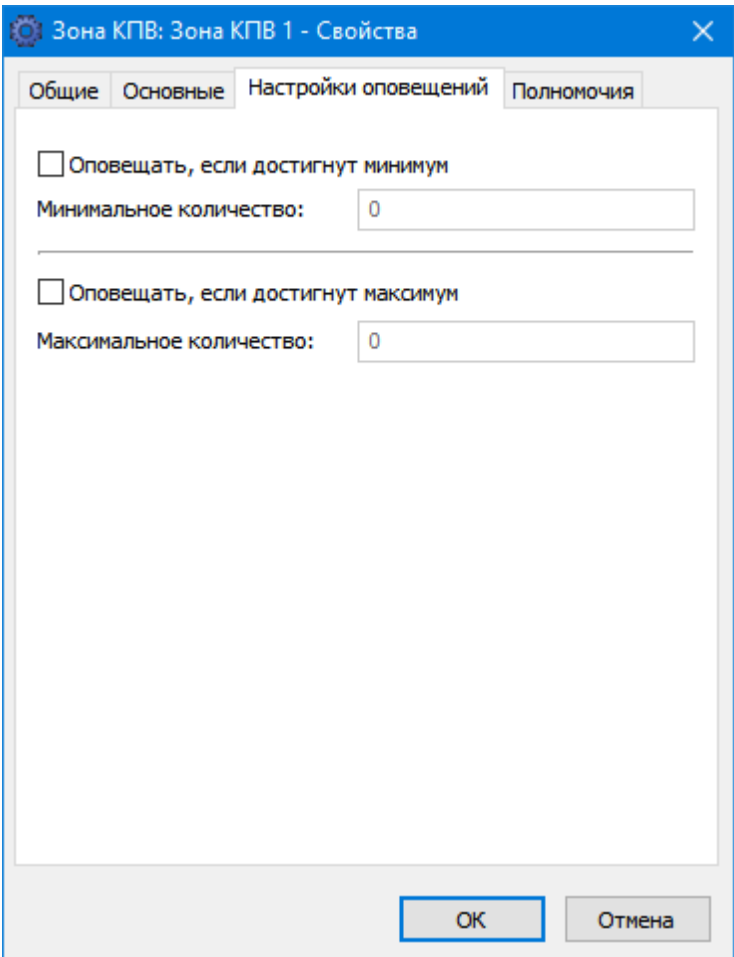 Зона КПВ: Зона КПВ 1 - Свойства
Общие Основные Настройки оповещений Полномочия
Оповещать, если достигнут минимум
Минимальное количество: 0
Оповещать, если достигнут максимум
Максимальное количество: 0
ОК Отмена